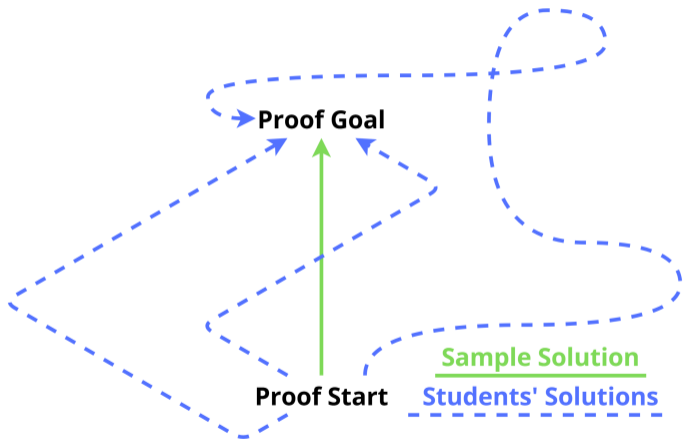 Proof Goal
Sample Solution
Proof Start
Students' Solutions